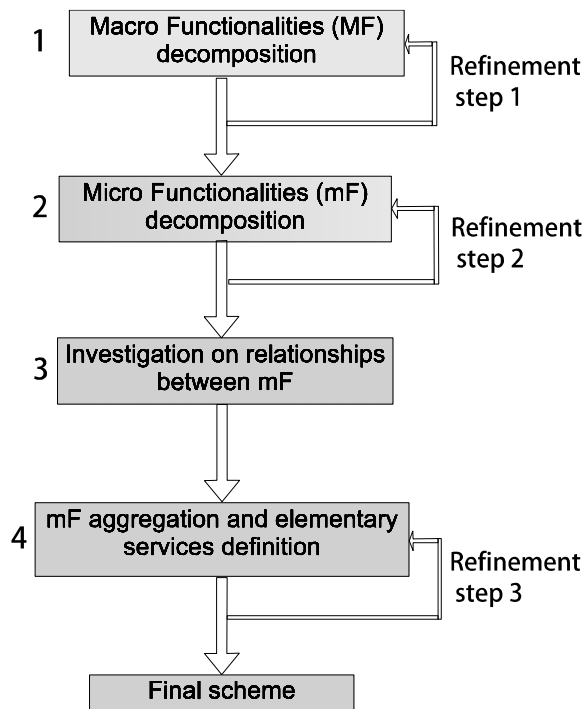 1
Macro Functionalities (MF)
decomposition
Refinement
step 1
2
Micro Functionalities (mF)
decomposition
Refinement
step 2
3
Investigation on relationships
between mF
4
mF aggregation and elementary
services definition
Refinement
step 3
Final scheme